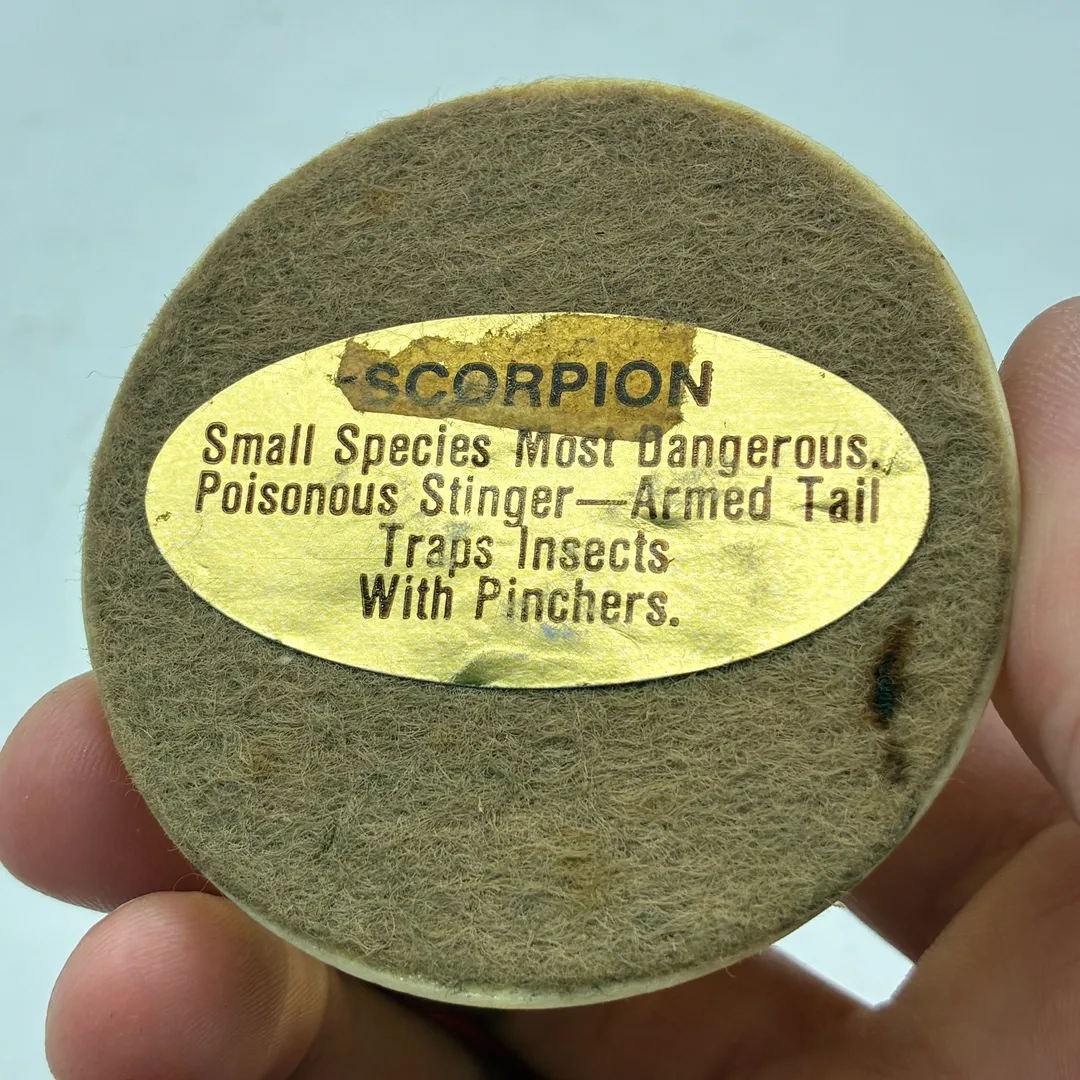 SCORPION
Small Species Most Dangerous.
Poisonous Stinger—Armed Tail
Traps Insects
With Pinchers.